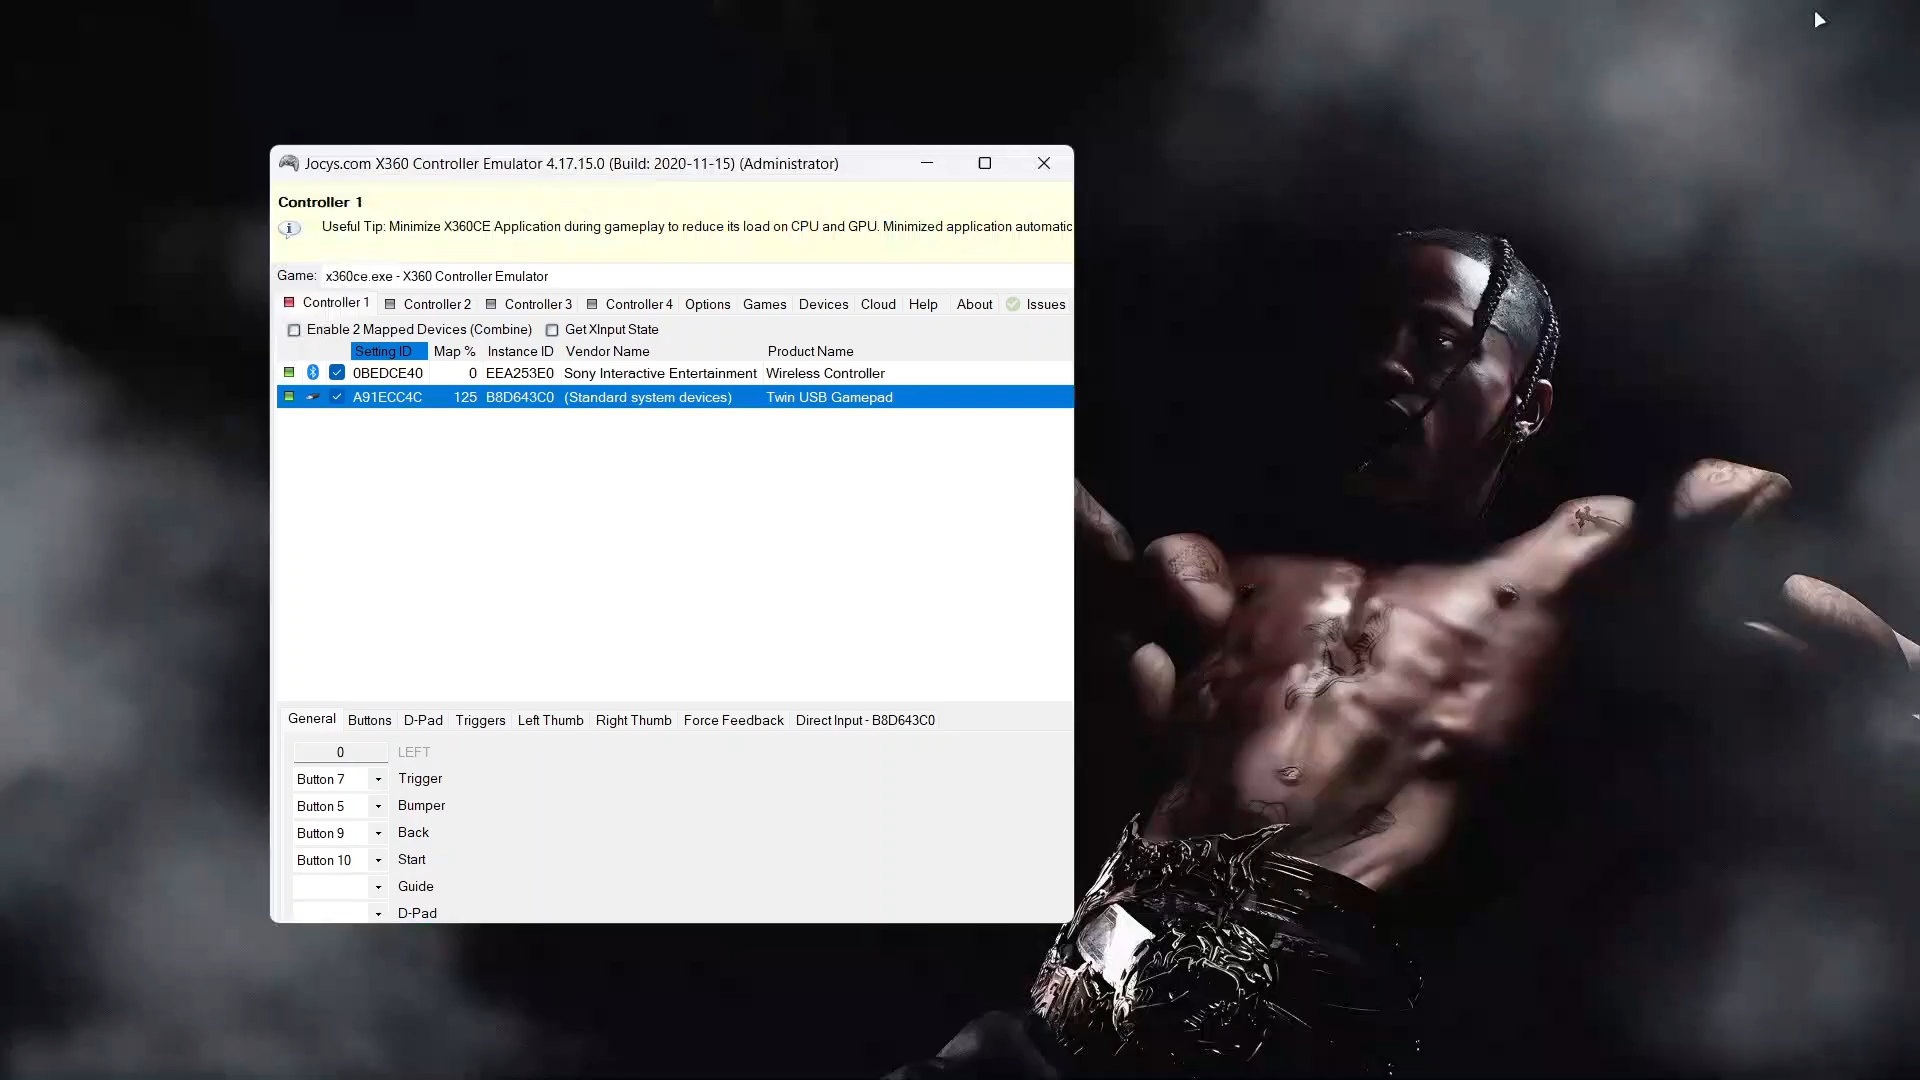 Jocys.com X360 Controller Emulator 4.17.15.0 (Build: 2020-11-15) (Administrator)
Controller 1
Useful Tip: Minimize X360CE Application during gameplay to reduce its load on CPU and GPU. Minimized application automatic
Game: x360ce.exe - X360 Controller Emulator
Controller 1 Controller 2 Controller 3 Controller 4 Options Games Devices Cloud Help About Issues
Enable 2 Mapped Devices (Combine) Get XInput State
Setting ID Map % Instance ID Vendor Name Product Name
0BEDCE40 0 EEA253E0 Sony Interactive Entertainment Wireless Controller
A91ECC4C 125 B8D643C0 (Standard system devices) Twin USB Gamepad
General Buttons D-Pad Triggers Left Thumb Right Thumb Force Feedback Direct Input - B8D643C0
0 LEFT
Button 7 Trigger
Button 5 Bumper
Button 9 Back
Button 10 Start
Guide
D-Pad